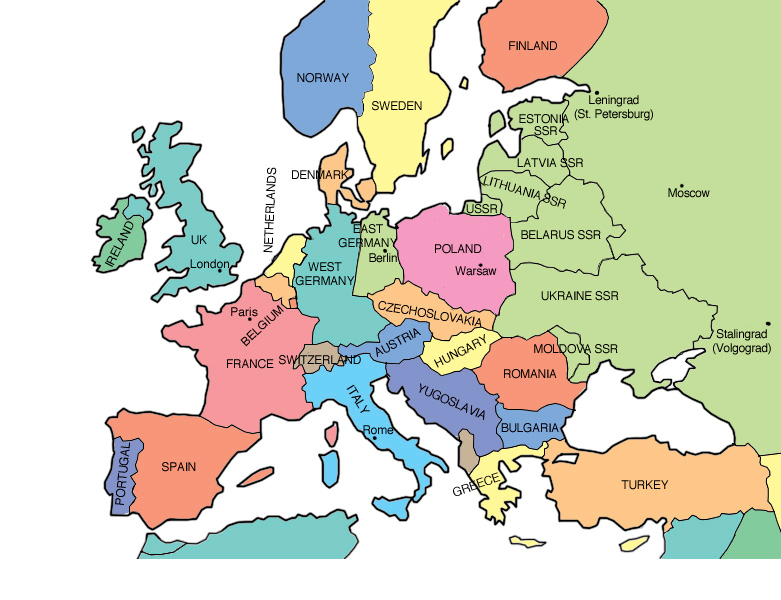 FINLAND
NORWAY
SWEDEN
Leningrad
(St. Petersburg)
ESTONIA
SSR
LATVIA SSR
DENMARK
LITHUANIA SSR
Moscow
NETHERLANDS
USSR
IRELAND
UK
London
EAST
GERMANY
Berlin
POLAND
Warsaw
BELARUS SSR
WEST
GERMANY
UKRAINE SSR
Paris
BELGIUM
CZECHOSLOVAKIA
Stalingrad
(Volgograd)
FRANCE
SWITZERLAND
AUSTRIA
HUNGARY
MOLDOVA SSR
ROMANIA
ITALY
YUGOSLAVIA
Rome
BULGARIA
PORTUGAL
SPAIN
GREECE
TURKEY